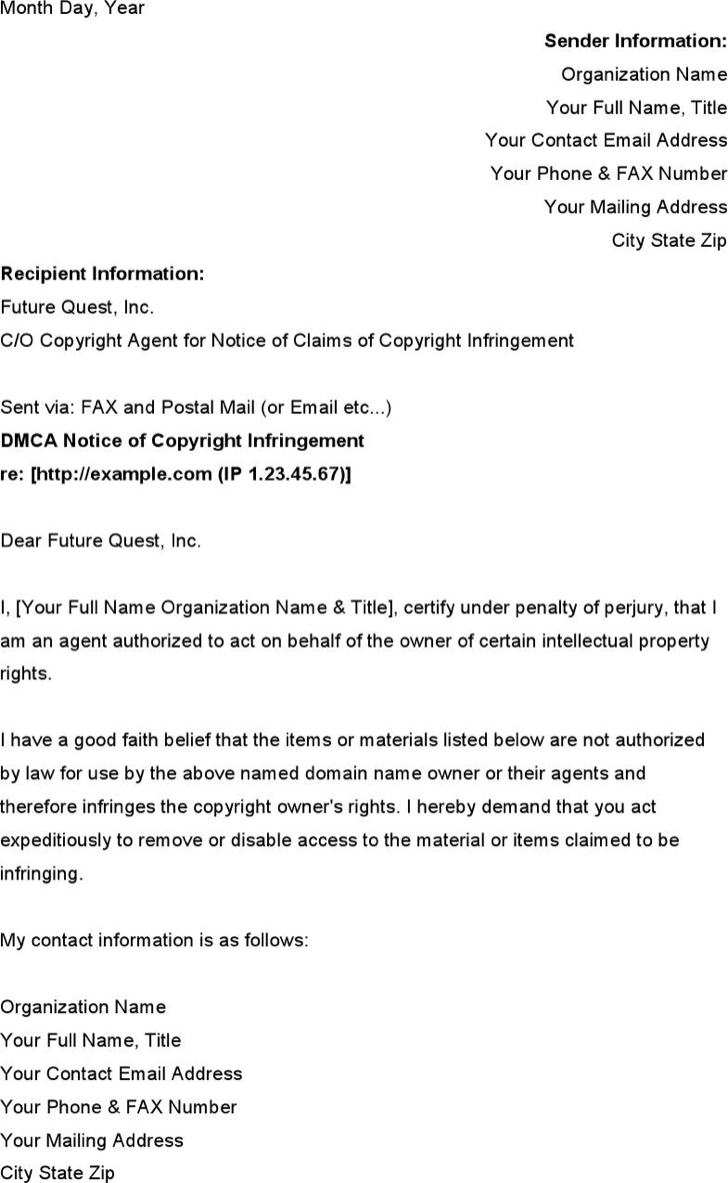 Month Day, Year
Sender Information:
Organization Name
Your Full Name, Title
Your Contact Email Address
Your Phone & FAX Number
Your Mailing Address
City State Zip
Recipient Information:
Future Quest, Inc.
C/O Copyright Agent for Notice of Claims of Copyright Infringement
Sent via: FAX and Postal Mail (or Email etc...)
DMCA Notice of Copyright Infringement
re: [http://example.com (IP 1.23.45.67)]
Dear Future Quest, Inc.
I, [Your Full Name Organization Name & Title], certify under penalty of perjury, that I
am an agent authorized to act on behalf of the owner of certain intellectual property
rights.
I have a good faith belief that the items or materials listed below are not authorized
by law for use by the above named domain name owner or their agents and
therefore infringes the copyright owner's rights. I hereby demand that you act
expeditiously to remove or disable access to the material or items claimed to be
infringing.
My contact information is as follows:
Organization Name
Your Full Name, Title
Your Contact Email Address
Your Phone & FAX Number
Your Mailing Address
City State Zip